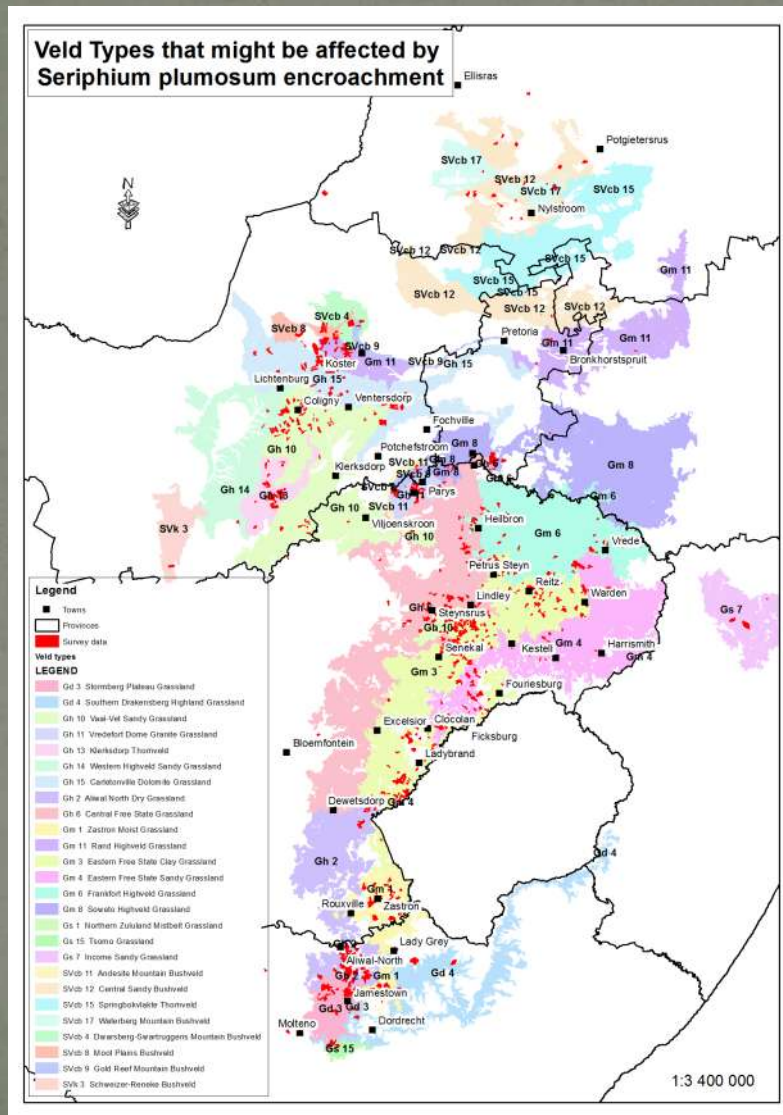 Veld Types that might be affected by
Seriphium plumosum encroachment
Ellisras
Potgietersrus
SVcb 17
SVcb 12
SVcb 17
SVcb 15
Nylstroom
N
SVcb 12
SVcb 12
SVcb 15
Gm 11
SVcb 15
SVcb 12
SVcb 15
SVcb 12
SVcb 12
SVcb 4
SVcb 8
Pretoria
Gm 11
SVcb 9
Gm 11
Koster
Gm 11
SVcb 9
Gh 15
Bronkhorstspruit
Lichtenburg
Gh 15
Coligny
Ventersdorp
Fochville
Gh 10
Potchefstroom
Gm 8
Gm 8
SVcb 11
Gm 8
Gm 8
Klerksdorp
Gh 14
Parys
Gm 6
SVk 3
Gh 10
SVcb 11
Viljoenskroon
Gh 10
Heilbron
Gm 6
Vrede
Petrus Steyn
Reitz
Warden
Lindley
Steynsrus
Gs 7
Gh 10
Senekal
Kestell
Gm 4
Harrismith
Gm 4
Gm 3
Fouriesburg
Excelsior
Clocolan
Ficksburg
Bloemfontein
Ladybrand
Dewetsdorp
Gm 4
Gh 2
Gd 4
Rouxville
Zastron
Lady Grey
Aliwal-North
Gm 1
Gd 4
Jamestown
Gd 3
Gd 3
Molteno
Dordrecht
Gs 15
Legend
Towns
Provinces
Survey data
Veld types
LEGEND
Gd 3 Stormberg Plateau Grassland
Gd 4 Southern Drakensberg Highland Grassland
Gh 10 Vaal-Vet Sandy Grassland
Gh 11 Vredefort Dome Granite Grassland
Gh 13 Klerksdorp Thornveld
Gh 14 Western Highveld Sandy Grassland
Gh 15 Carletonville Dolomite Grassland
Gh 2 Aliwal North Dry Grassland
Gh 6 Central Free State Grassland
Gm 1 Zastron Moist Grassland
Gm 11 Rand Highveld Grassland
Gm 3 Eastern Free State Clay Grassland
Gm 4 Eastern Free State Sandy Grassland
Gm 6 Frankfort Highveld Grassland
Gm 8 Soweto Highveld Grassland
Gs 1 Northern Zululand Mistbelt Grassland
Gs 15 Tsomo Grassland
Gs 7 Income Sandy Grassland
SVcb 11 Andesite Mountain Bushveld
SVcb 12 Central Sandy Bushveld
SVcb 15 Springbokvlakte Thornveld
SVcb 17 Waterberg Mountain Bushveld
SVcb 4 Dwarsberg-Swartruggens Mountain Bushveld
SVcb 8 Moot Plains Bushveld
SVcb 9 Gold Reef Mountain Bushveld
SVk 3 Schweizer-Reneke Bushveld
1:3 400 000